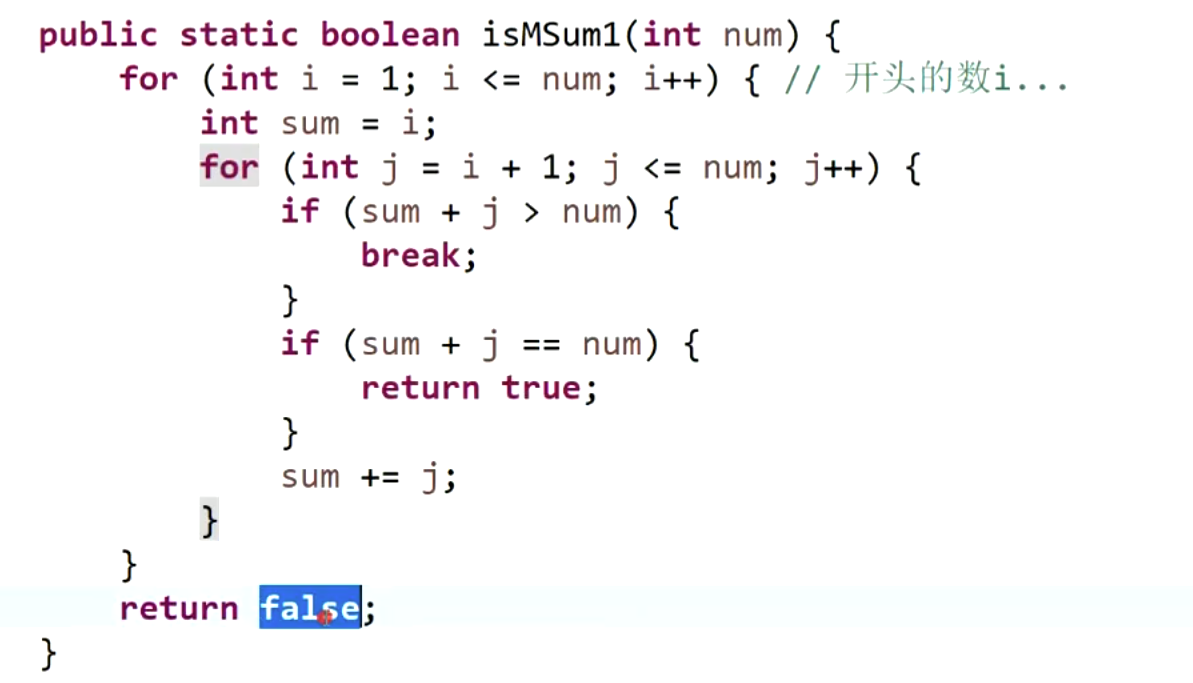 public static boolean isMSum1(int num) {
    for (int i = 1; i <= num; i++) { // 开头的数i...
        int sum = i;
        for (int j = i + 1; j <= num; j++) {
            if (sum + j > num) {
                break;
            }
            if (sum + j == num) {
                return true;
            }
            sum += j;
        }
    }
    return false;
}